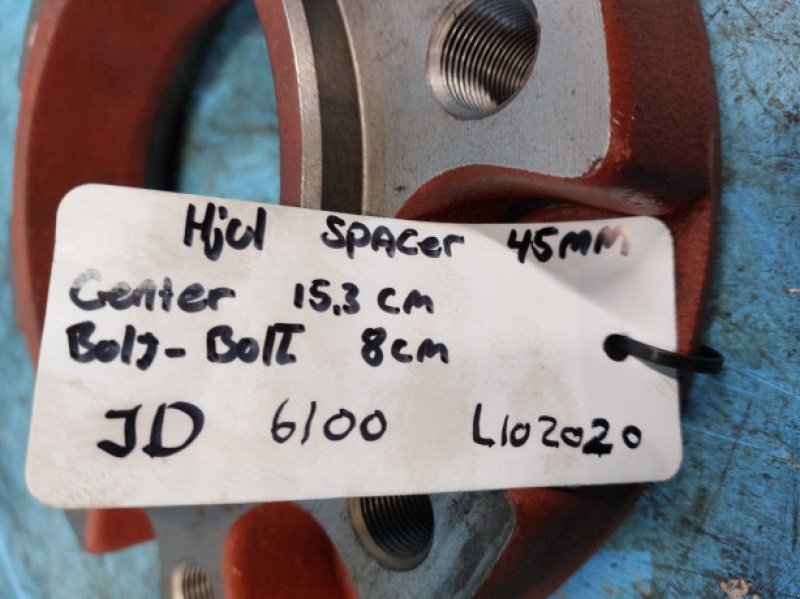 Hjul SPACer 45MM
Center 15.3 cm
Bolt-Bolt 8cm
JD 6100 L102020